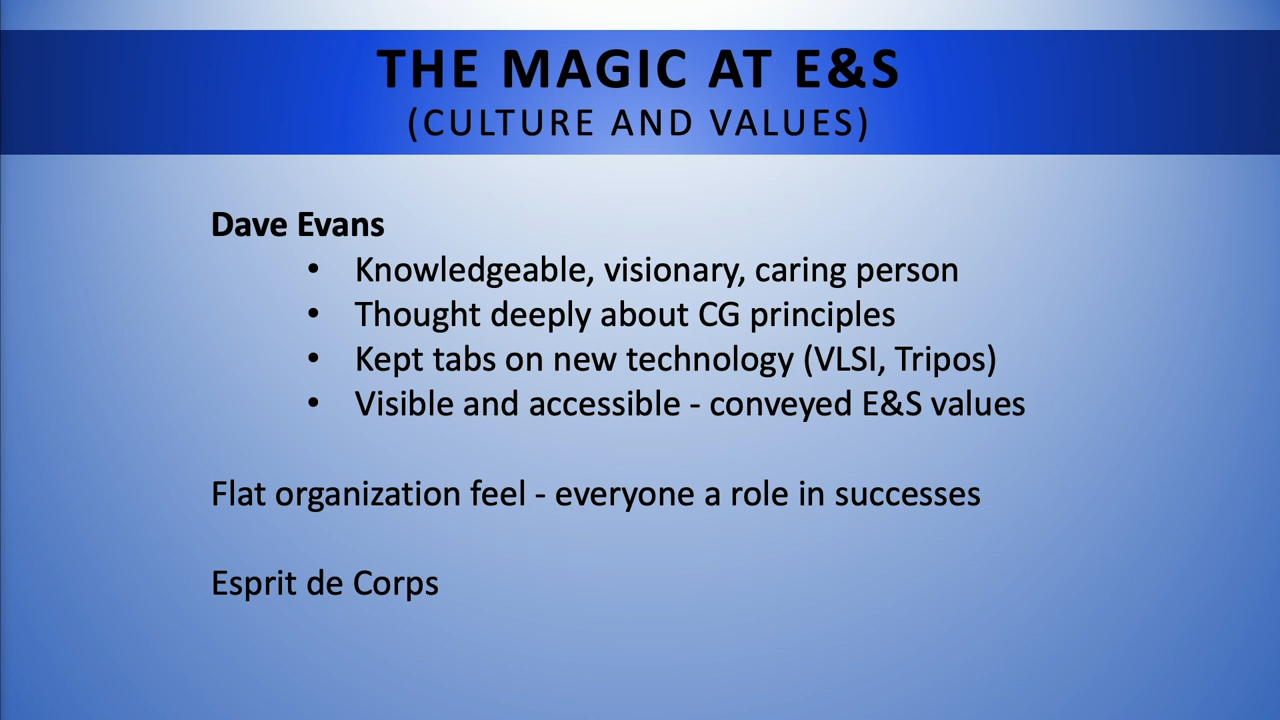 THE MAGIC AT E&S
(CULTURE AND VALUES)
Dave Evans
• Knowledgeable, visionary, caring person
• Thought deeply about CG principles
• Kept tabs on new technology (VLSI, Tripos)
• Visible and accessible - conveyed E&S values
Flat organization feel - everyone a role in successes
Esprit de Corps